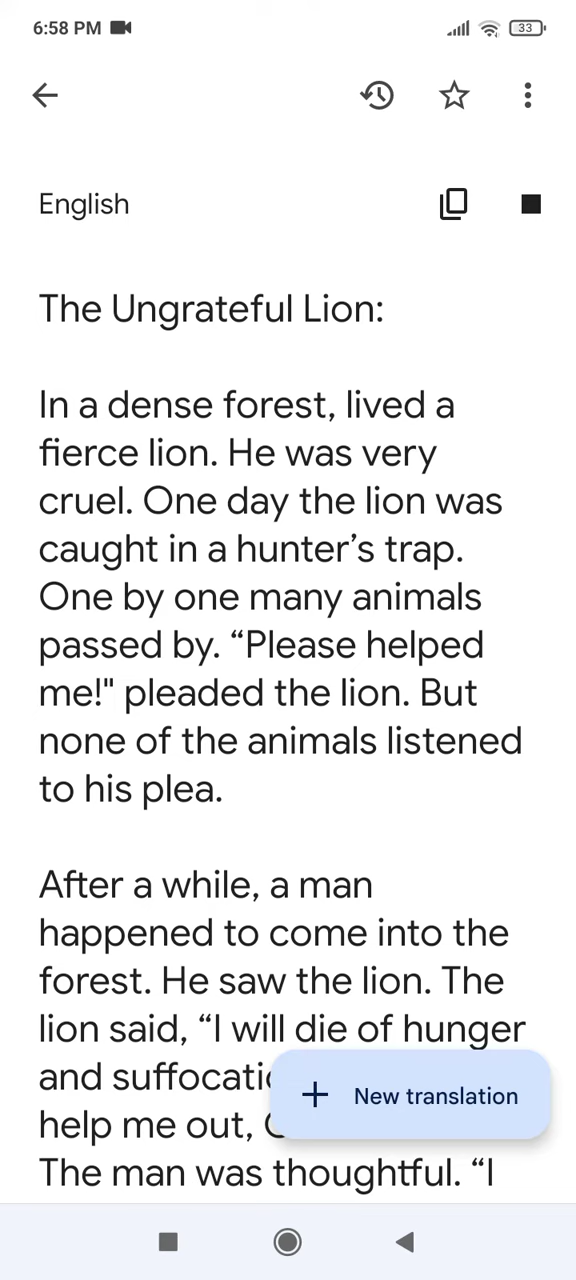 6:58 PM
33
English
The Ungrateful Lion:
In a dense forest, lived a
fierce lion. He was very
cruel. One day the lion was
caught in a hunter’s trap.
One by one many animals
passed by. “Please helped
me!" pleaded the lion. But
none of the animals listened
to his plea.
After a while, a man
happened to come into the
forest. He saw the lion. The
lion said, “I will die of hunger
and
help me out,
New translation
The man was thoughtful. “I